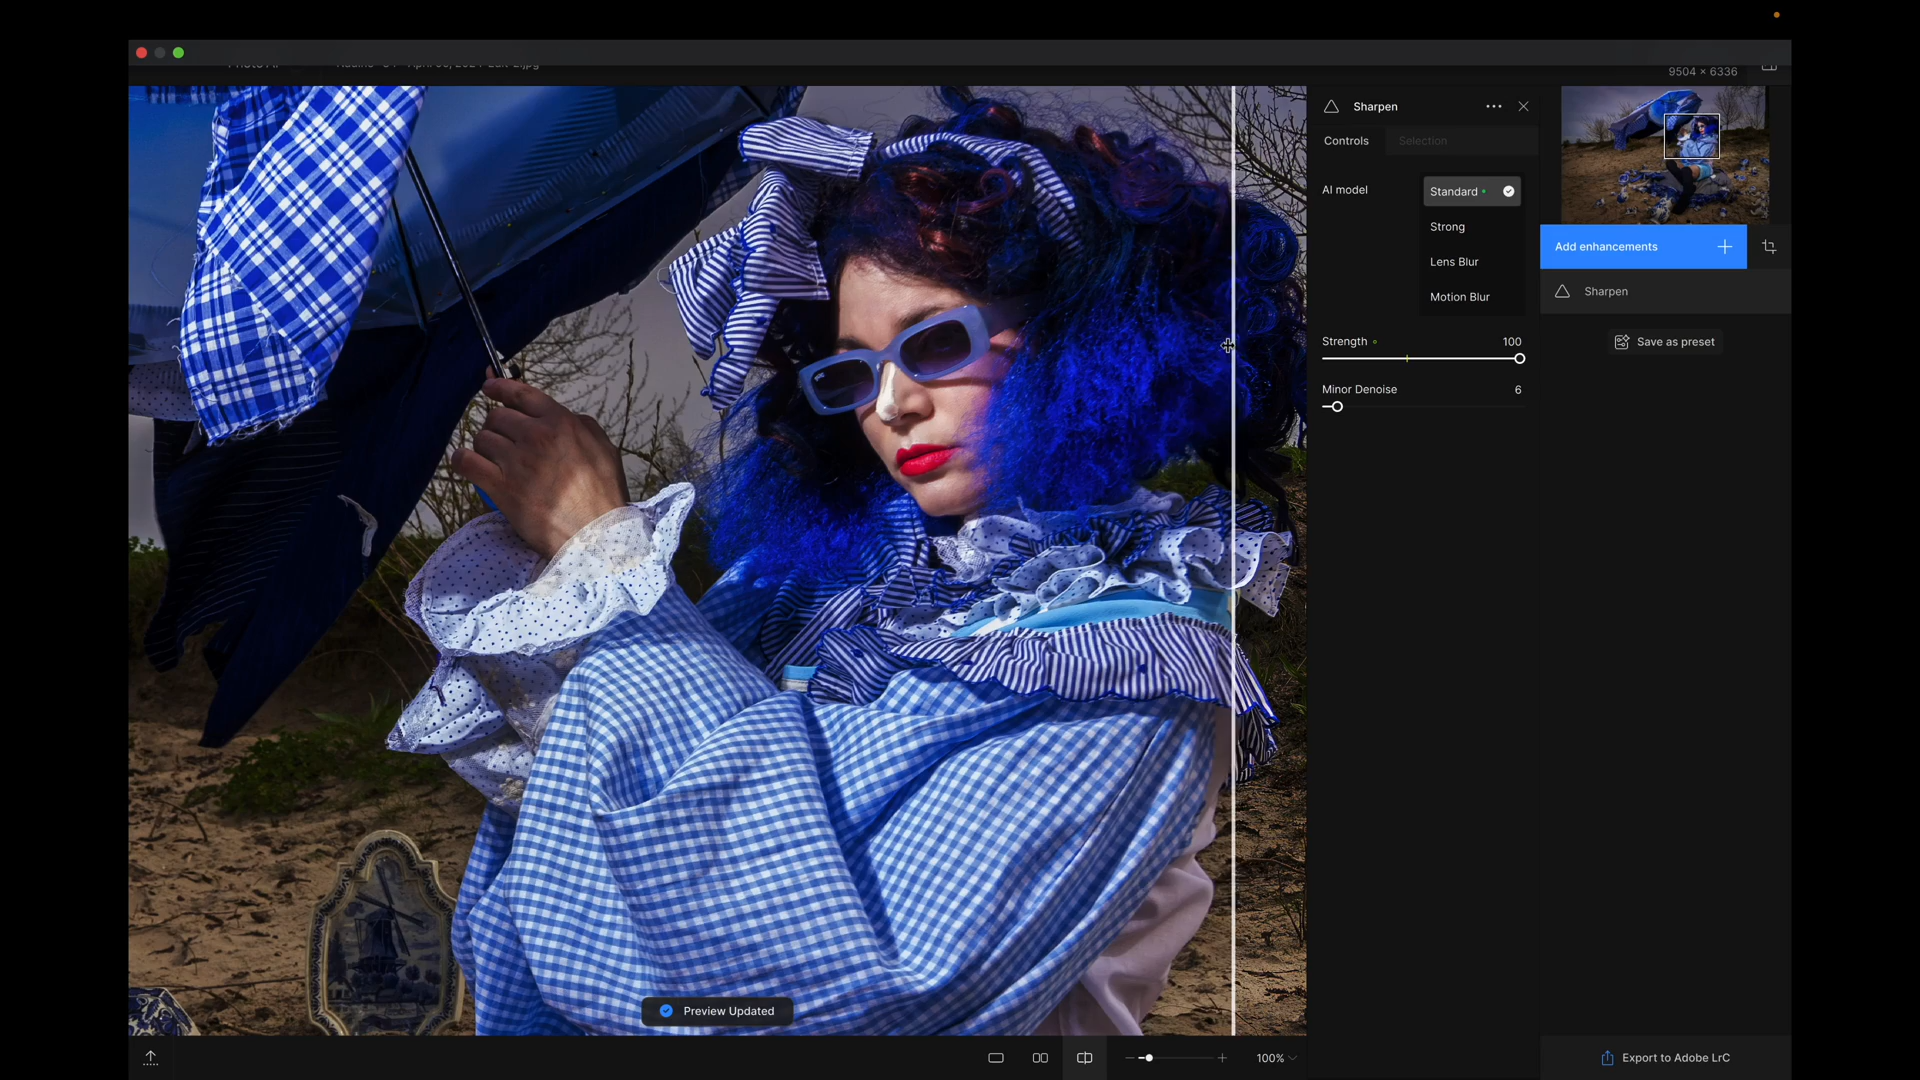 9504 × 6336
Sharpen
Controls
Selection
AI model
Standard
Strong
Lens Blur
Motion Blur
Strength
100
Minor Denoise
6
Add enhancements
Sharpen
Save as preset
Preview Updated
100%
Export to Adobe LrC